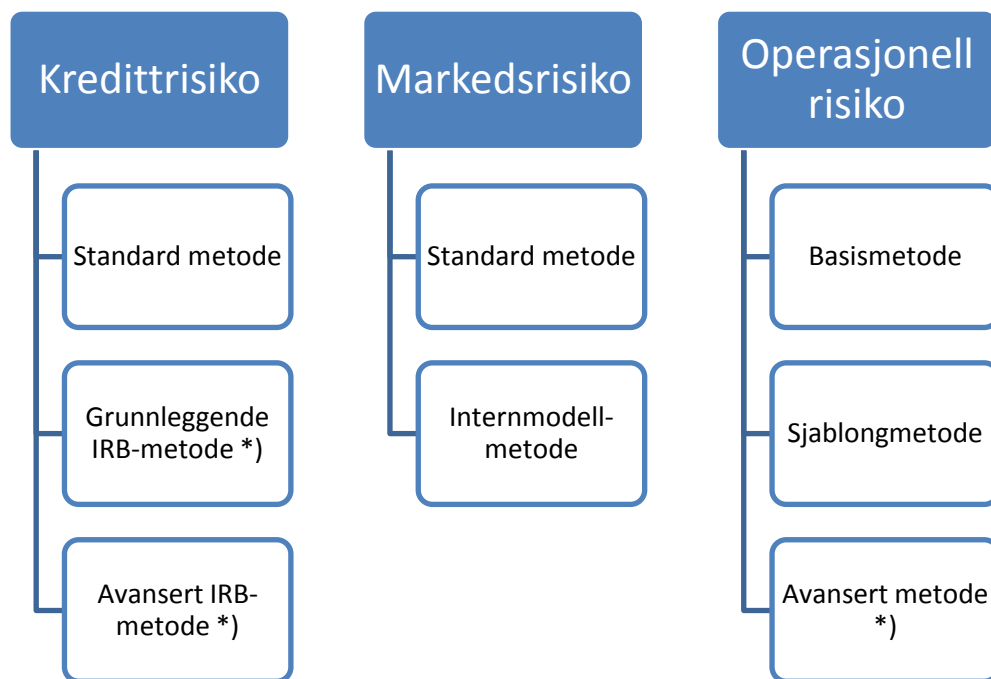 Kredittrisiko
Standard metode
Grunnleggende
IRB-metode *)
Avansert IRB-
metode *)
Markedsrisiko
Standard metode
Internmodell-
metode
Operasjonell
risiko
Basismetode
Sjablongmetode
Avansert metode
*)